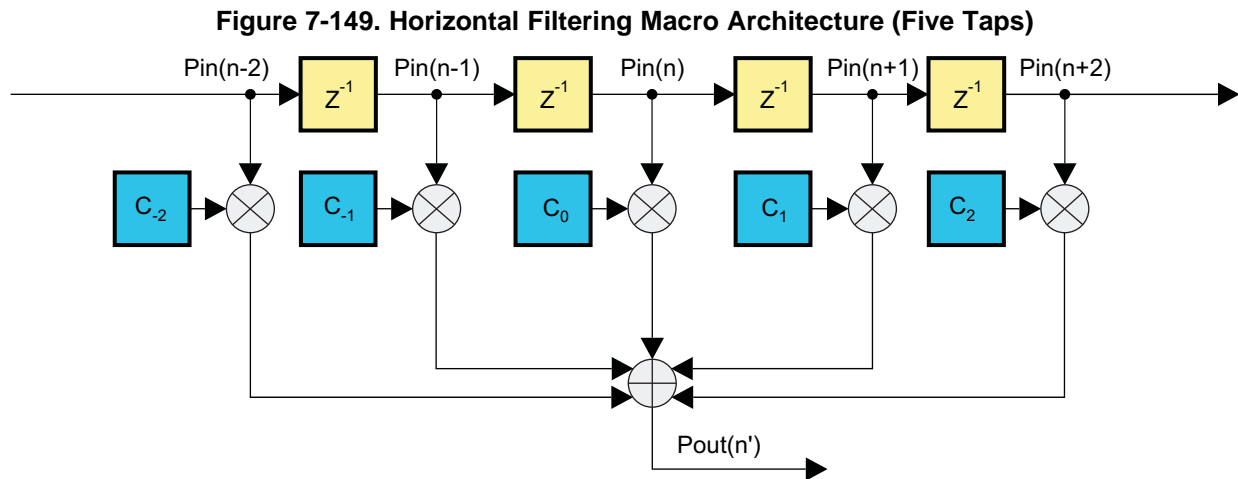 Figure 7-149. Horizontal Filtering Macro Architecture (Five Taps)
Pin(n-2) Pin(n-1) Pin(n) Pin(n+1) Pin(n+2)
Z⁻¹ Z⁻¹ Z⁻¹ Z⁻¹
C₋₂ C₋₁ C₀ C₁ C₂
Pout(n')